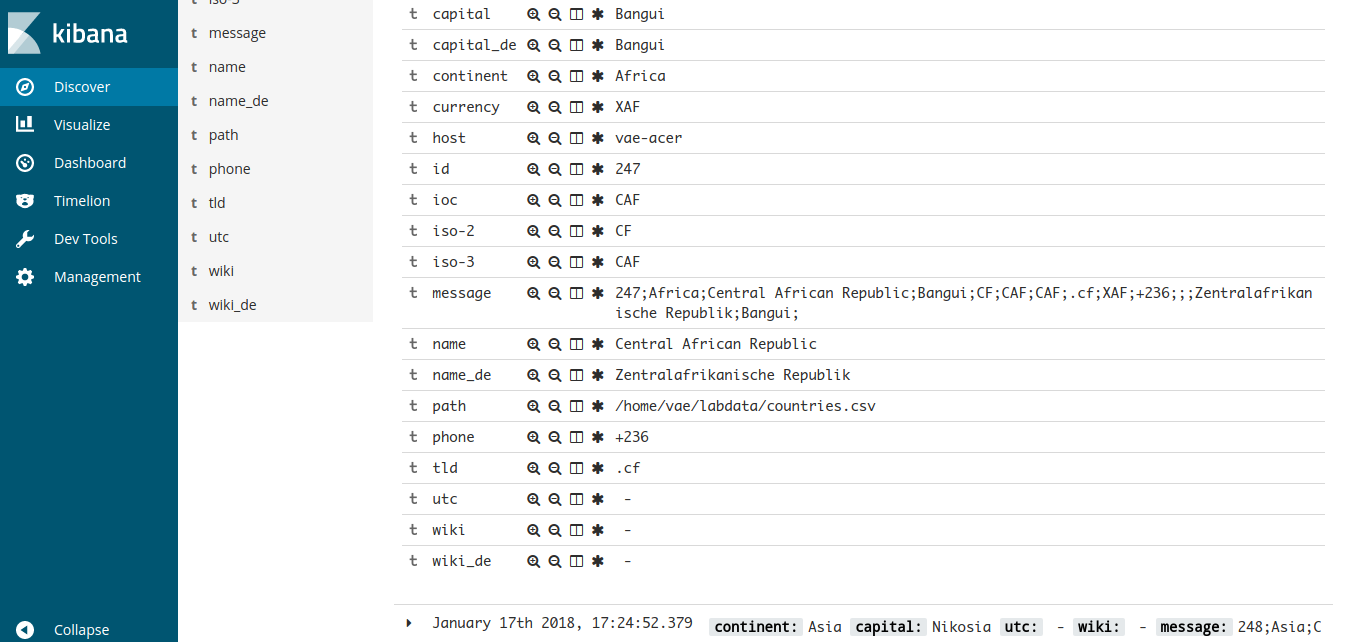 kibana
Discover
Visualize
Dashboard
Timelion
Dev Tools
Management
Collapse
t iso-3
t message
t name
t name_de
t path
t phone
t tld
t utc
t wiki
t wiki_de
t capital Bangui
t capital_de Bangui
t continent Africa
t currency XAF
t host vae-acer
t id 247
t ioc CAF
t iso-2 CF
t iso-3 CAF
t message 247;Africa;Central African Republic;Bangui;CF;CAF;CAF;.cf;XAF;+236;;;Zentralafrikan
ische Republik;Bangui;
t name Central African Republic
t name_de Zentralafrikanische Republik
t path /home/vae/labdata/countries.csv
t phone +236
t tld .cf
t utc -
t wiki -
t wiki_de -
January 17th 2018, 17:24:52.379 continent: Asia capital: Nikosia utc: - wiki: - message: 248;Asia;C